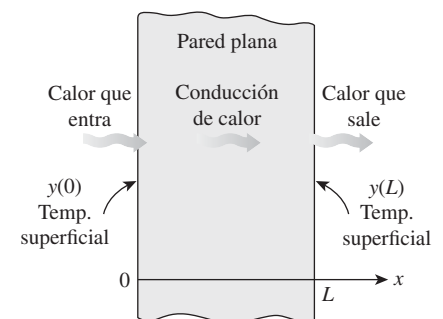 Pared plana
Calor que
entra
Conducción
de calor
Calor que
sale
y(0)
Temp.
superficial
y(L)
Temp.
superficial
0
L
x